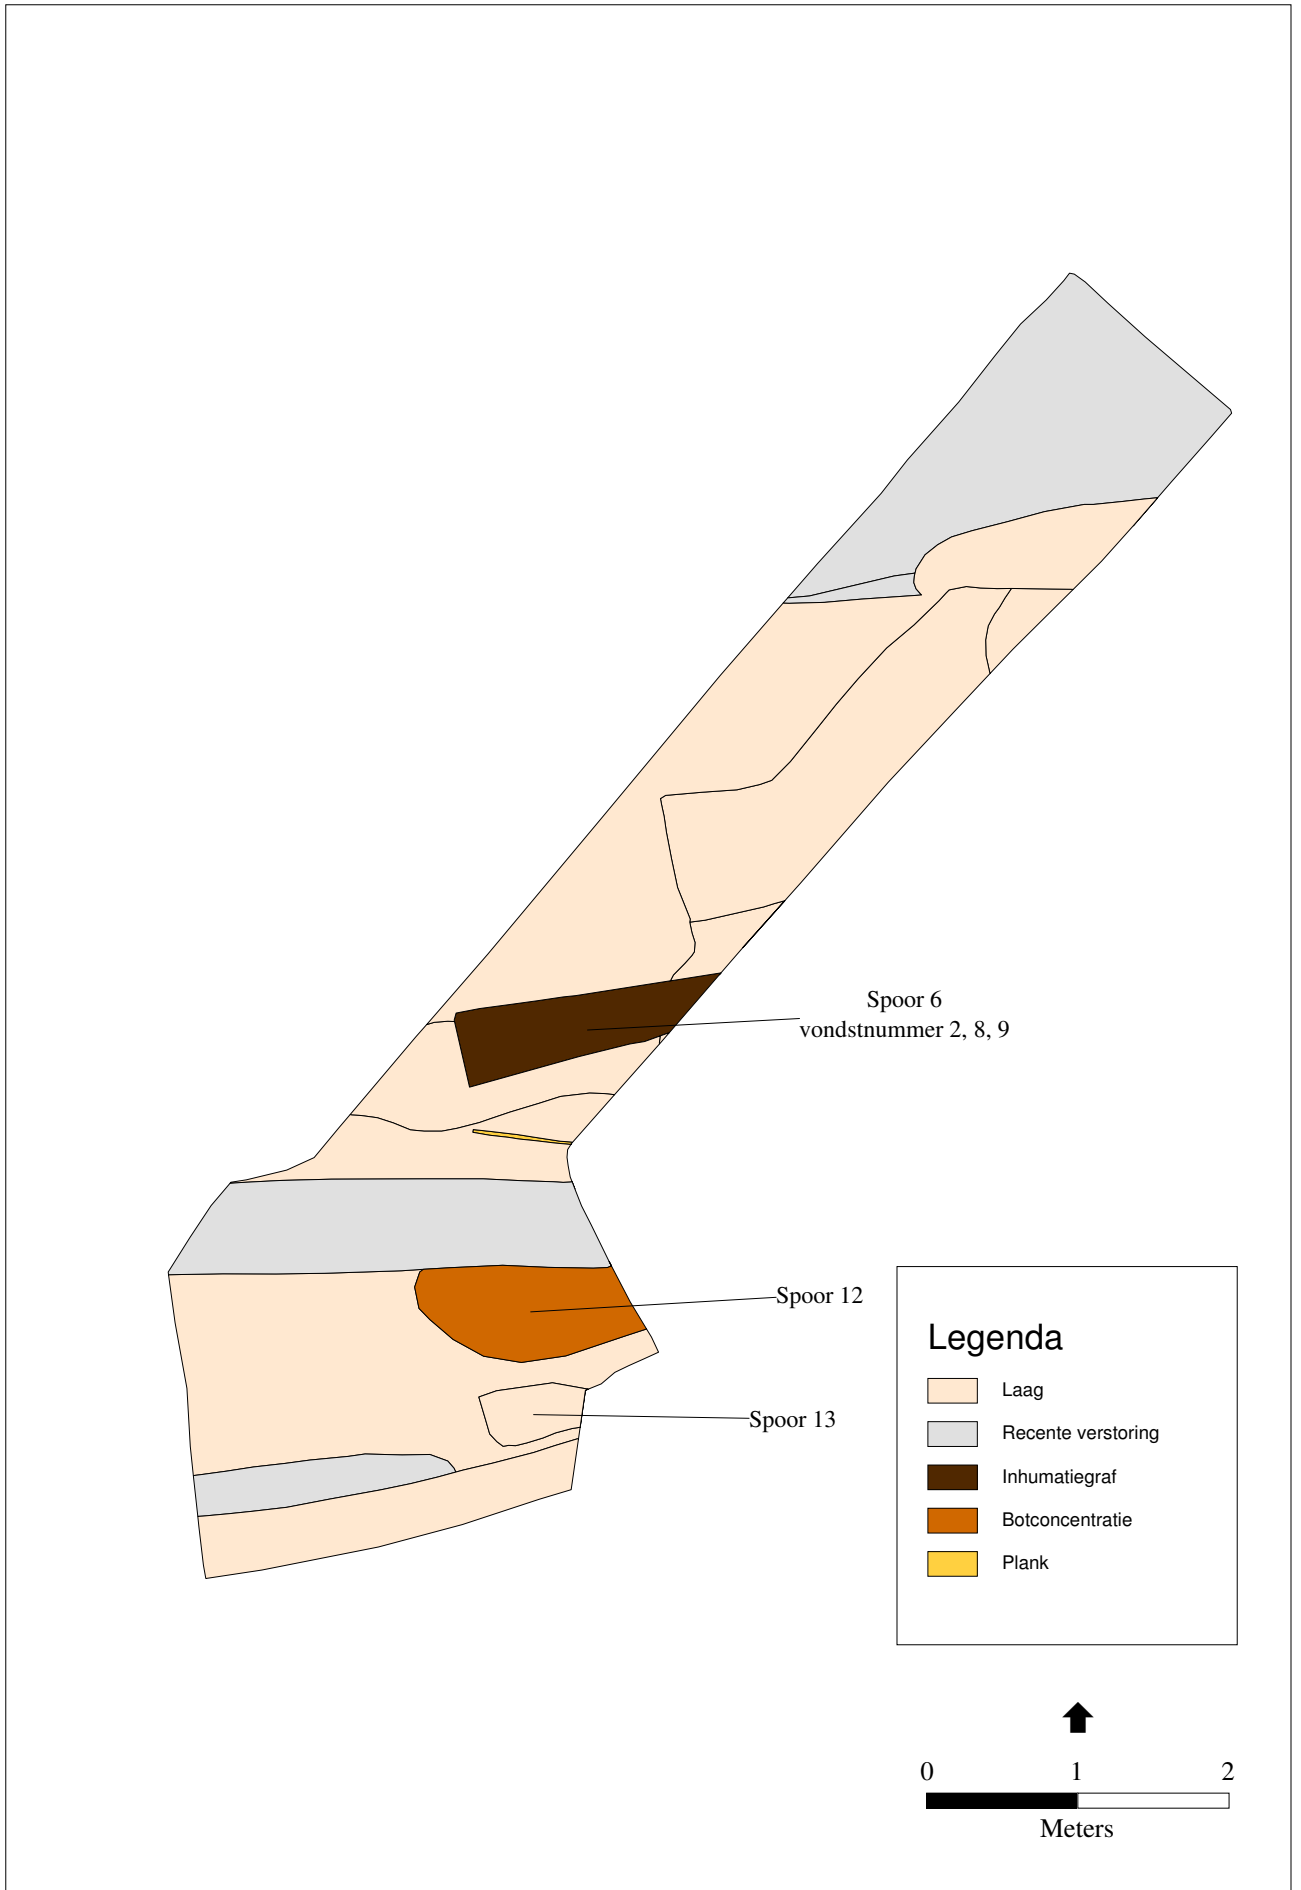 Spoor 6
vondstnummer 2, 8, 9
Spoor 12
Spoor 13
Legenda
Laag
Recente verstoring
Inhumatiegraf
Botconcentratie
Plank
0 1 2
Meters